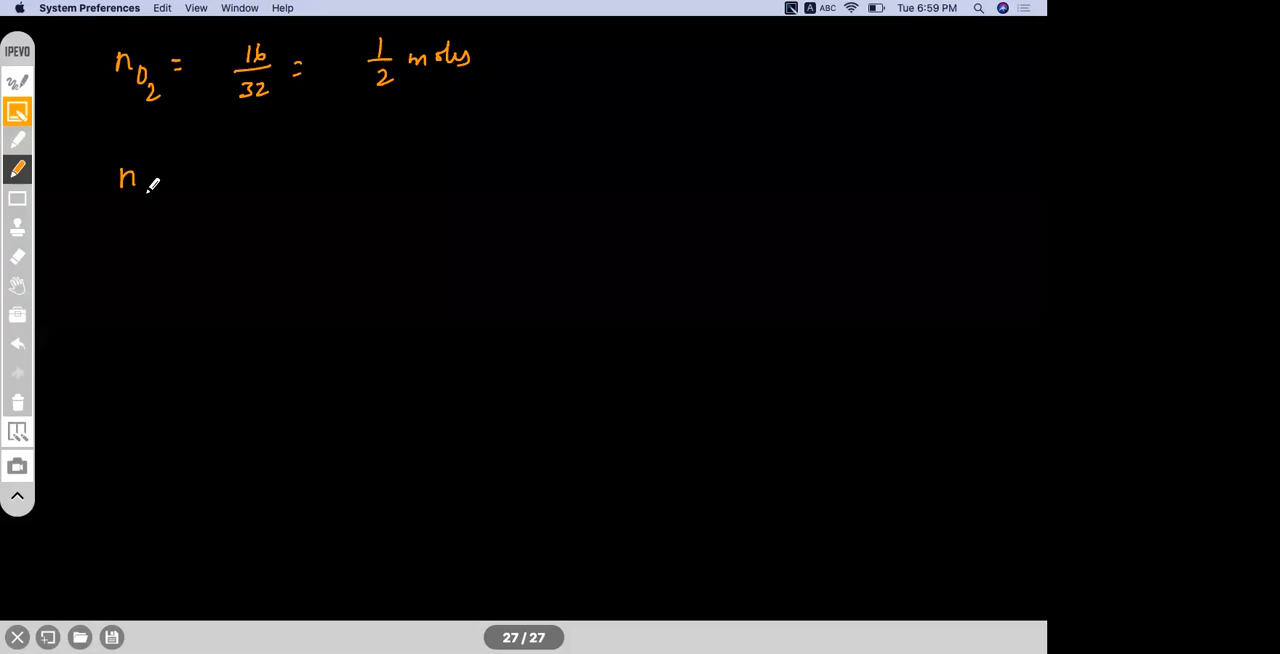 System Preferences Edit View Window Help A ABC Tue 6:59 PM
IPEVO
n O2 = 16/32 = 1/2 moles
n
27 / 27